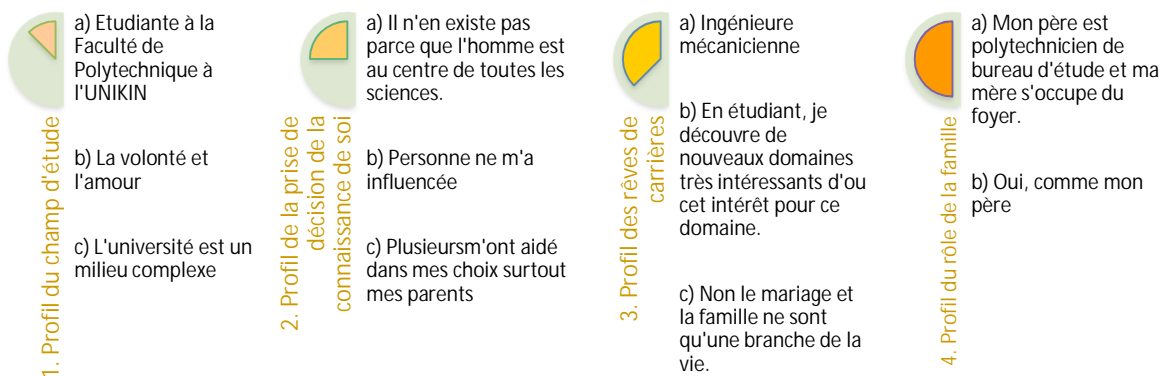 1. Profil du champ d'étude
a) Etudiante à la
Faculté de
Polytechnique à
l'UNIKIN
b) La volonté et
l'amour
c) L'université est un
milieu complexe
2. Profil de la prise de
décision de la
connaissance de soi
a) Il n'en existe pas
parce que l'homme est
au centre de toutes les
sciences.
b) Personne ne m'a
influencée
c) Plusieursm'ont aidé
dans mes choix surtout
mes parents
3. Profil des rêves de
carrières
a) Ingénieure
mécanicienne
b) En étudiant, je
découvre de
nouveaux domaines
très intéressants d'ou
cet intérêt pour ce
domaine.
c) Non le mariage et
la famille ne sont
qu'une branche de la
vie.
4. Profil du rôle de la famille
a) Mon père est
polytechnicien de
bureau d'étude et ma
mère s'occupe du
foyer.
b) Oui, comme mon
père